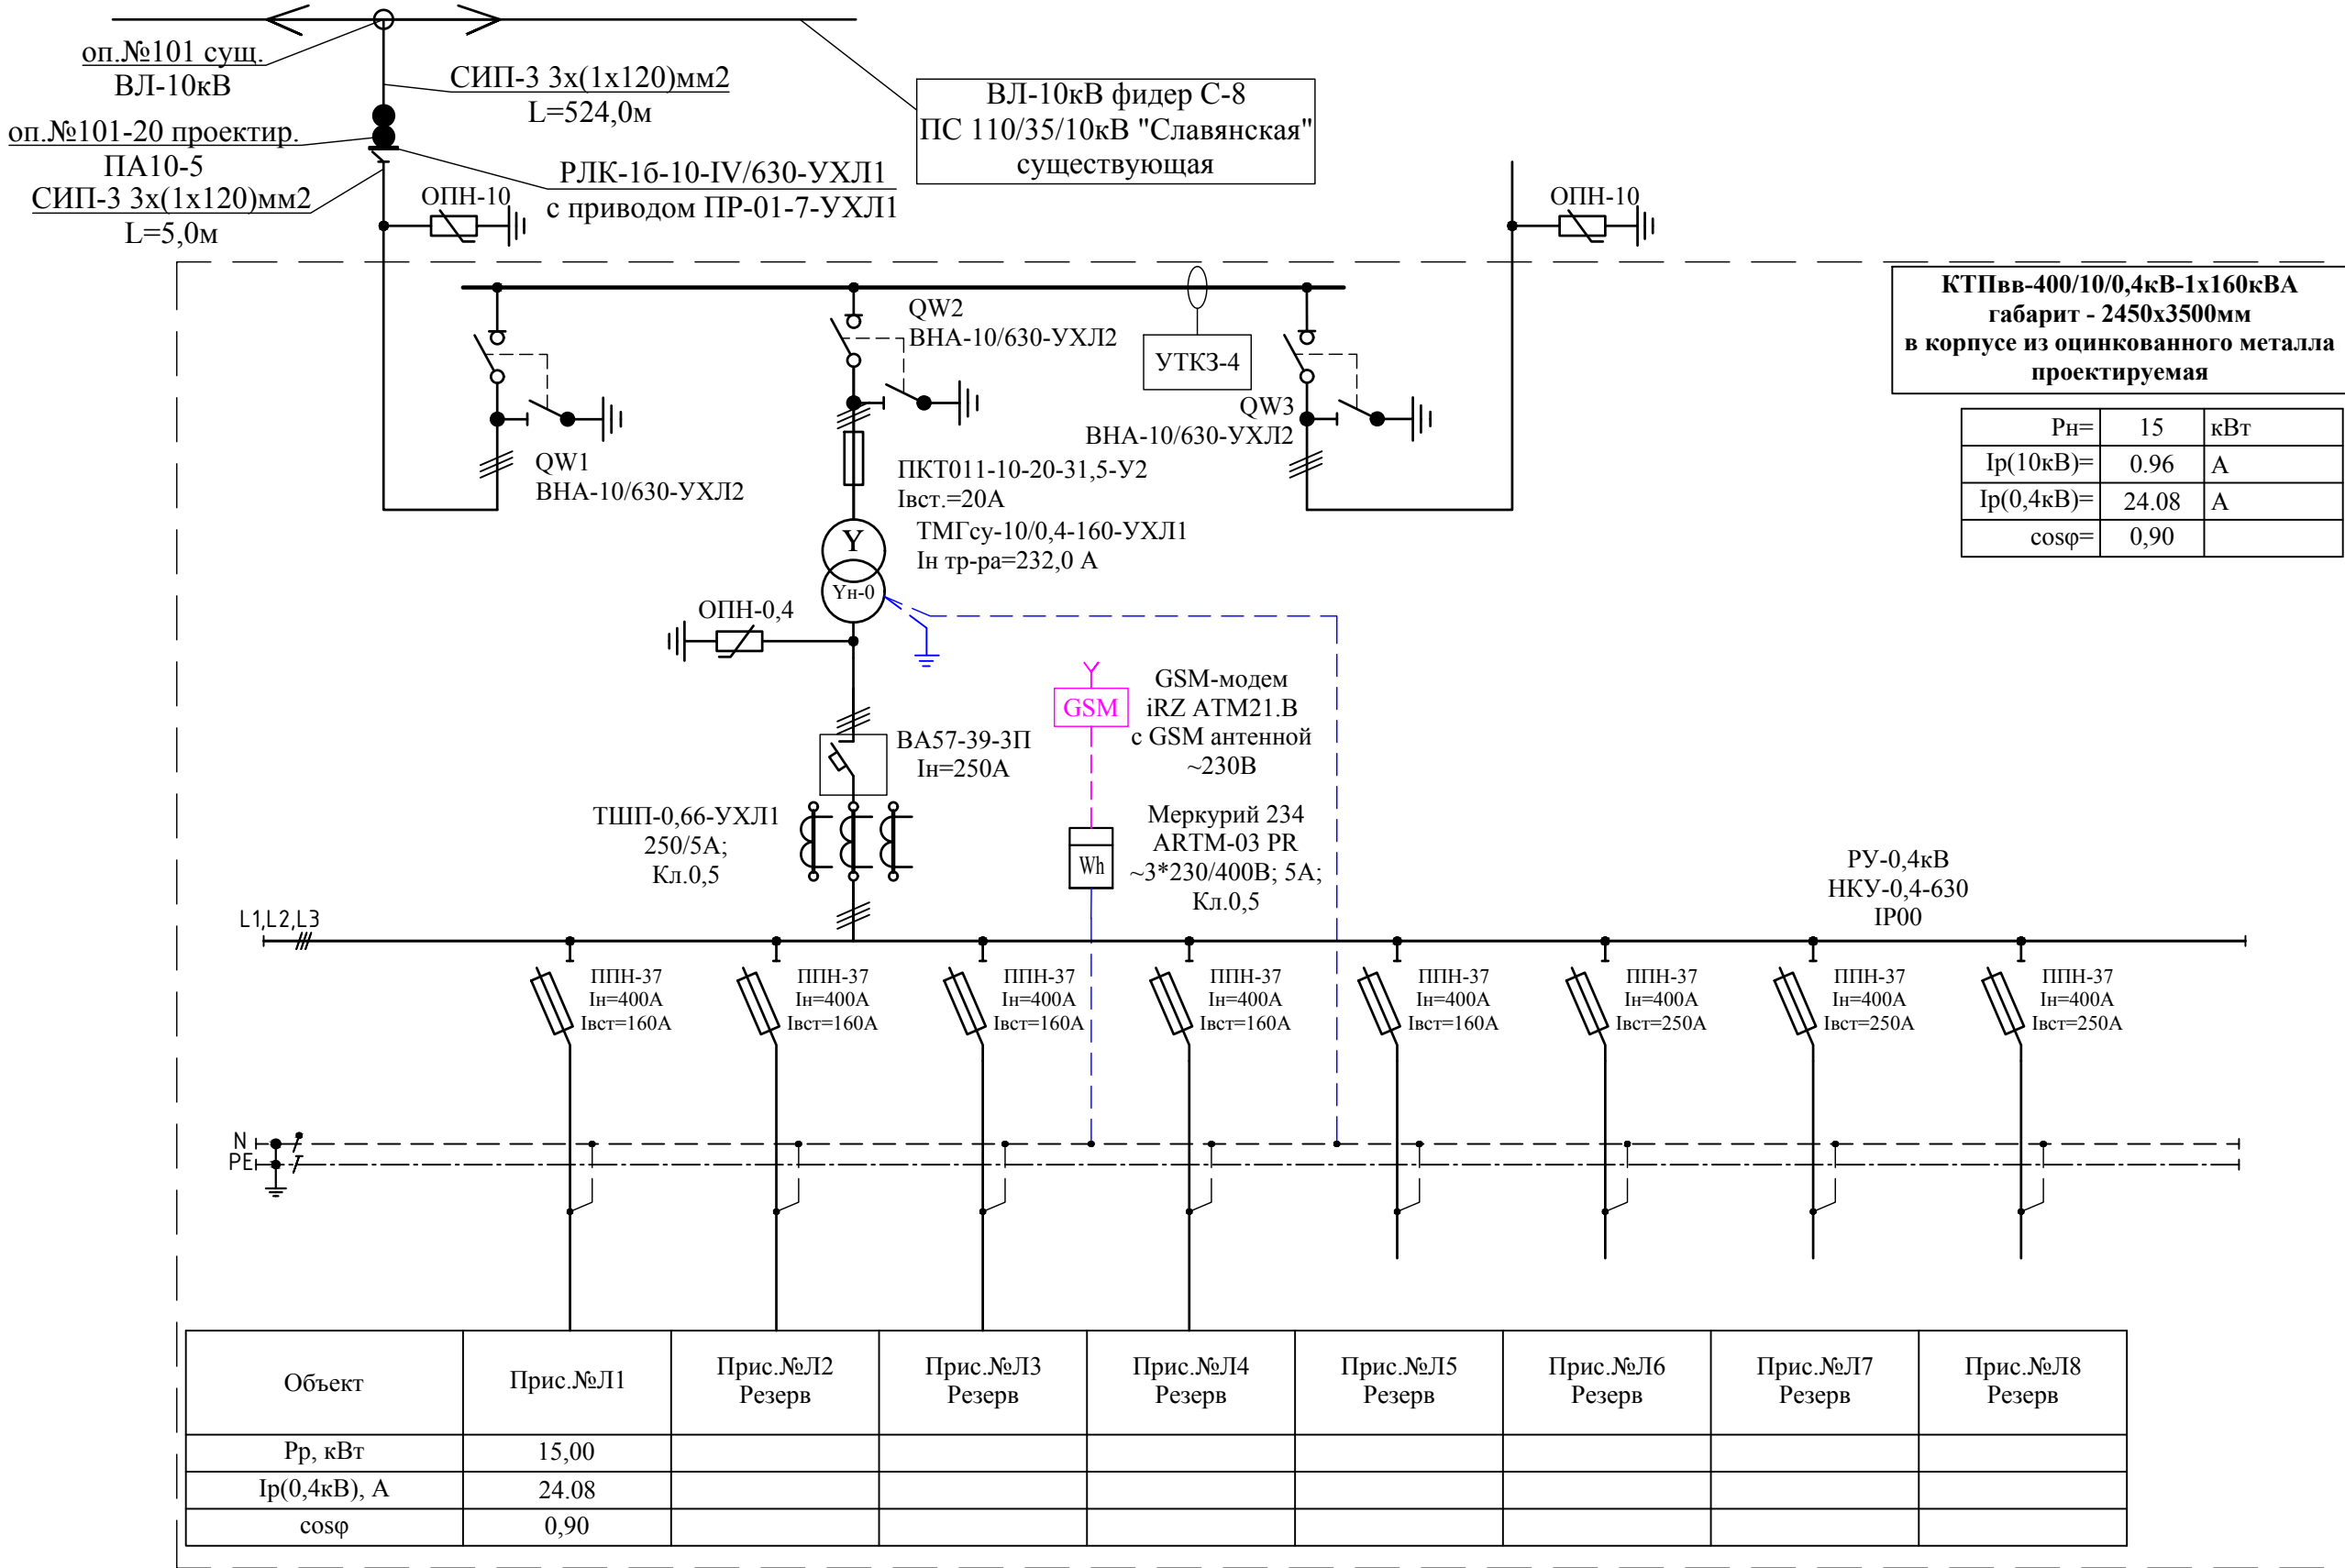 оп.№101 сущ.
ВЛ-10кВ
СИП-3 3х(1х120)мм2
L=524,0м
ВЛ-10кВ фидер С-8
ПС 110/35/10кВ "Славянская"
существующая
оп.№101-20 проектир.
ПА10-5
СИП-3 3х(1х120)мм2
L=5,0м
РЛК-1б-10-IV/630-УХЛ1
с приводом ПР-01-7-УХЛ1
ОПН-10
ОПН-10
КТПвв-400/10/0,4кВ-1х160кВА
габарит - 2450х3500мм
в корпусе из оцинкованного металла
проектируемая
Рн= 15 кВт
Iр(10кВ)= 0.96 А
Iр(0,4кВ)= 24.08 А
cosφ= 0,90
QW2
ВНА-10/630-УХЛ2
УТКЗ-4
QW3
ВНА-10/630-УХЛ2
QW1
ВНА-10/630-УХЛ2
ПКТ011-10-20-31,5-У2
Iвст.=20А
ТМГсу-10/0,4-160-УХЛ1
Iн тр-ра=232,0 А
Y
Yн-0
ОПН-0,4
GSM
GSM-модем
iRZ ATM21.B
с GSM антенной
~230В
ВА57-39-3П
Iн=250А
ТШП-0,66-УХЛ1
250/5А;
Кл.0,5
Wh
Меркурий 234
ARTM-03 PR
~3*230/400В; 5А;
Кл.0,5
РУ-0,4кВ
НКУ-0,4-630
IP00
L1,L2,L3
ППН-37
Iн=400А
Iвст=160А
ППН-37
Iн=400А
Iвст=160А
ППН-37
Iн=400А
Iвст=160А
ППН-37
Iн=400А
Iвст=160А
ППН-37
Iн=400А
Iвст=160А
ППН-37
Iн=400А
Iвст=250А
ППН-37
Iн=400А
Iвст=250А
ППН-37
Iн=400А
Iвст=250А
N
PE
Объект
Прис.№Л1
Прис.№Л2
Резерв
Прис.№Л3
Резерв
Прис.№Л4
Резерв
Прис.№Л5
Резерв
Прис.№Л6
Резерв
Прис.№Л7
Резерв
Прис.№Л8
Резерв
Рр, кВт 15,00
Iр(0,4кВ), А 24.08
cosφ 0,90